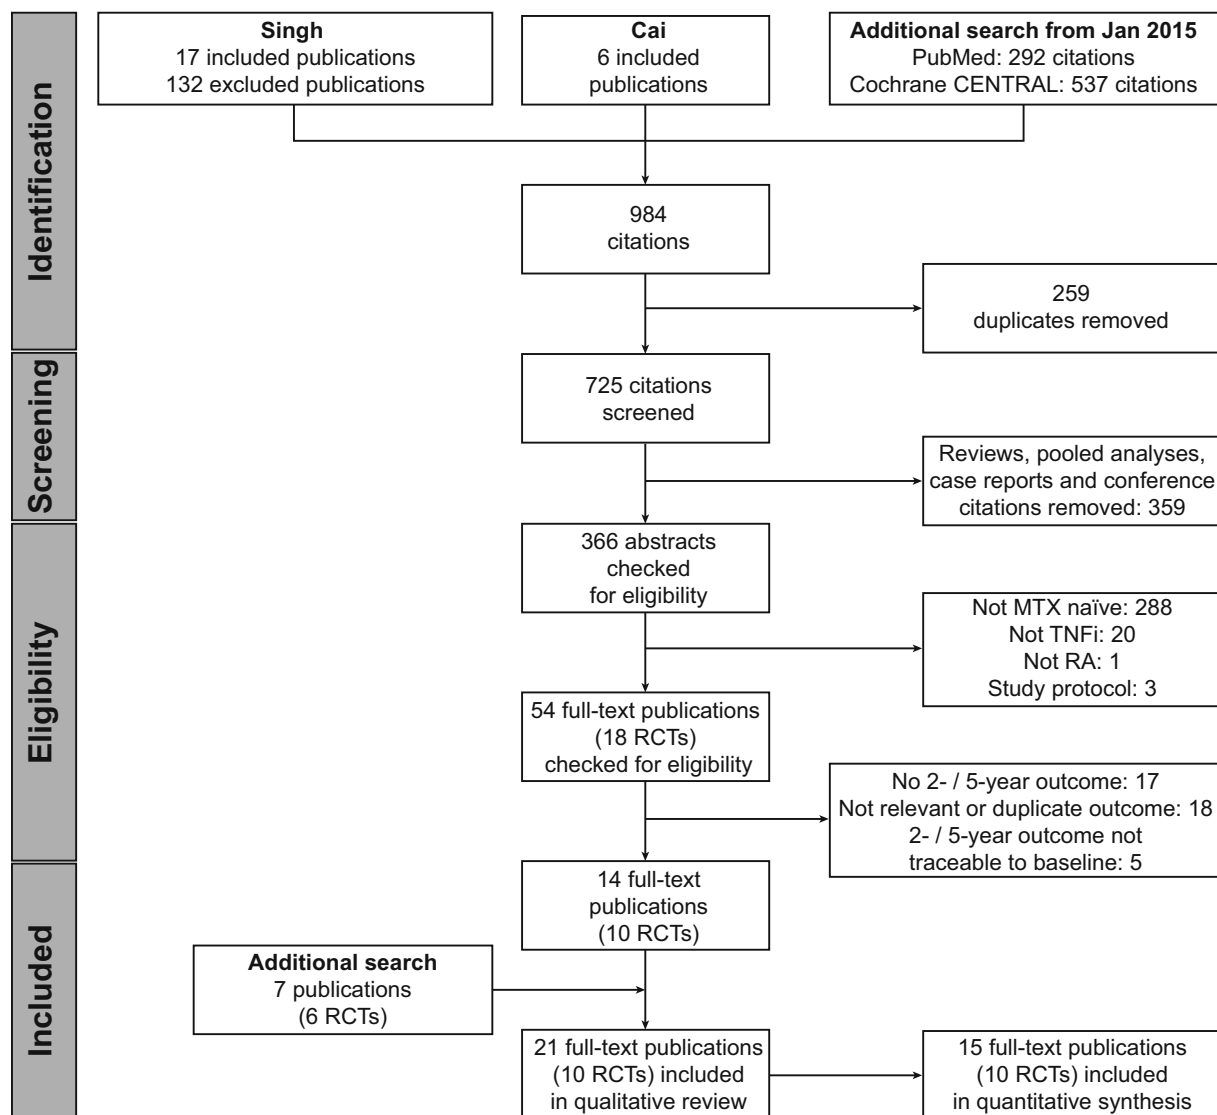 Identification
Singh
17 included publications
132 excluded publications
Cai
6 included
publications
Additional search from Jan 2015
PubMed: 292 citations
Cochrane CENTRAL: 537 citations
984
citations
259
duplicates removed
Screening
725 citations
screened
Reviews, pooled analyses,
case reports and conference
citations removed: 359
Eligibility
366 abstracts
checked
for eligibility
Not MTX naïve: 288
Not TNFi: 20
Not RA: 1
Study protocol: 3
54 full-text publications
(18 RCTs)
checked for eligibility
No 2- / 5-year outcome: 17
Not relevant or duplicate outcome: 18
2- / 5-year outcome not
traceable to baseline: 5
Included
14 full-text
publications
(10 RCTs)
Additional search
7 publications
(6 RCTs)
21 full-text publications
(10 RCTs) included
in qualitative review
15 full-text publications
(10 RCTs) included
in quantitative synthesis